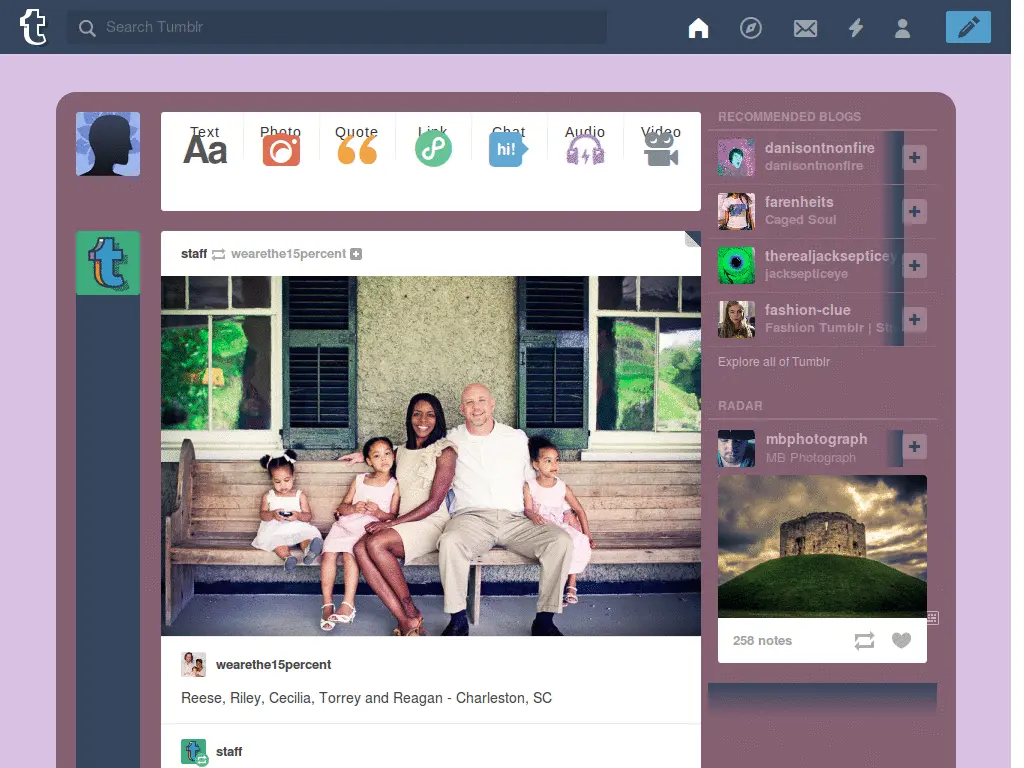 Search Tumblr
Text Photo Quote Link Chat Audio Video
Aa
hi!
RECOMMENDED BLOGS
danisontnonfire
danisontnonfire
farenheits
Caged Soul
therealjacksepticey
jacksepticeye
fashion-clue
Fashion Tumblr | St
Explore all of Tumblr
RADAR
mbphotograph
MB Photograph
258 notes
staff wearethe15percent
wearethe15percent
Reese, Riley, Cecilia, Torrey and Reagan - Charleston, SC
staff